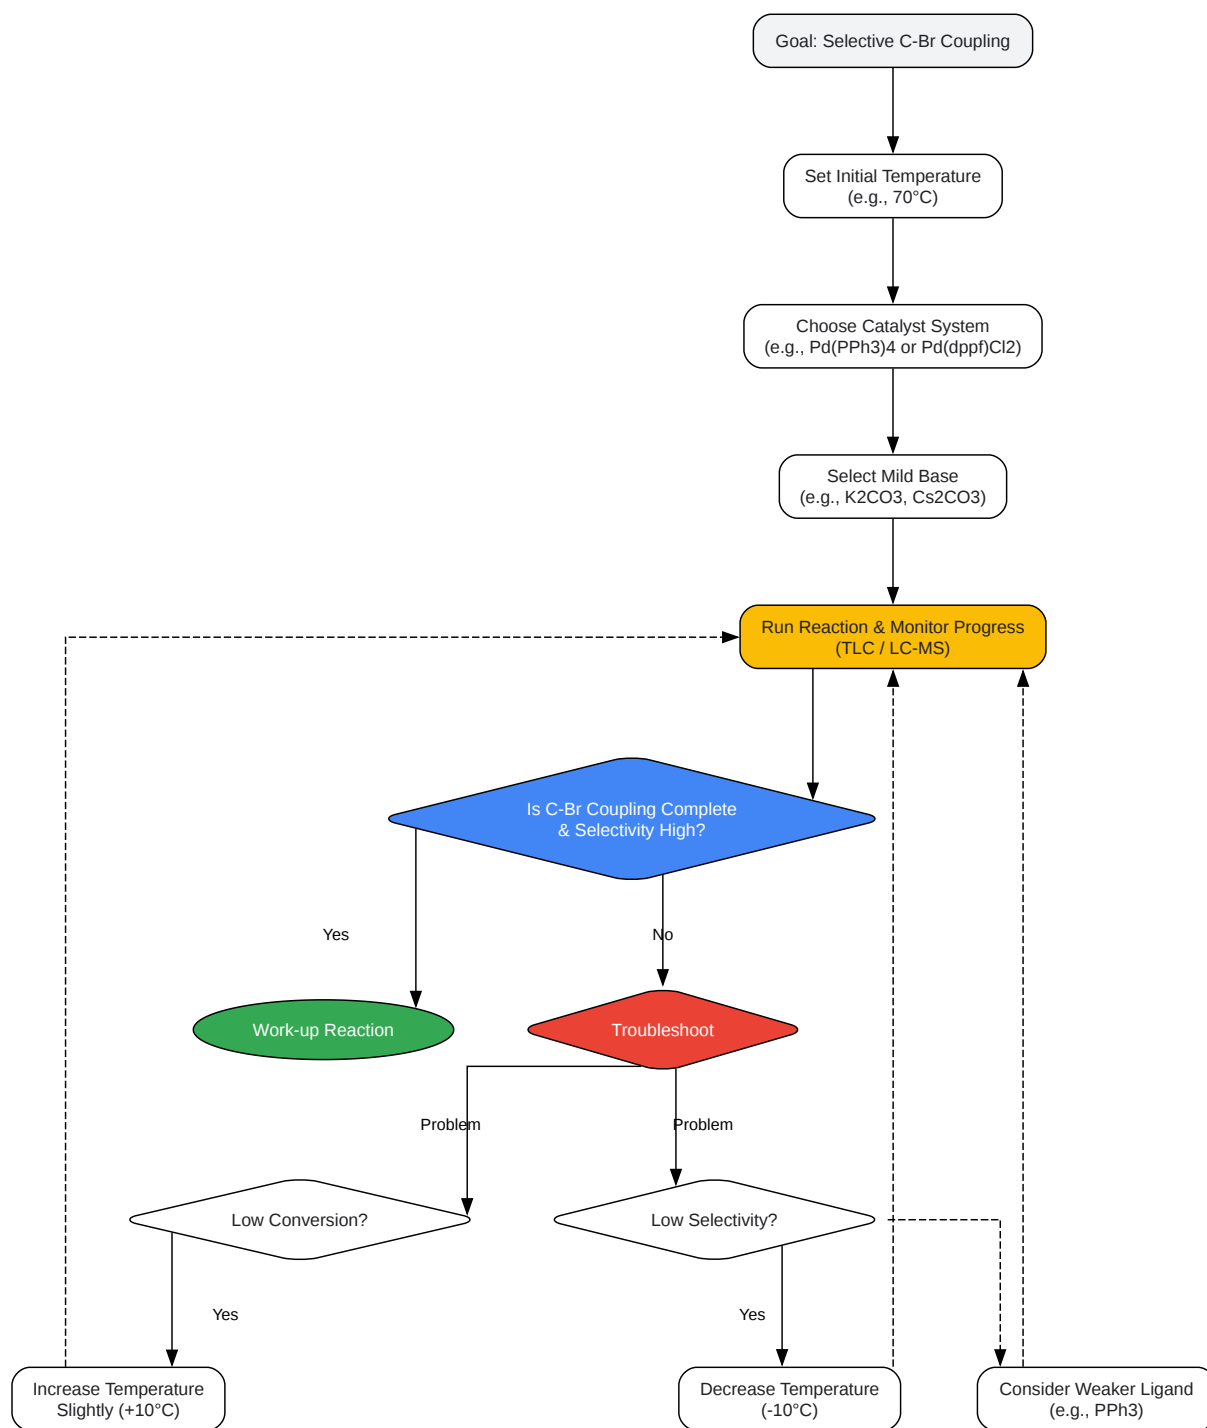 Goal: Selective C-Br Coupling
Set Initial Temperature
(e.g., 70°C)
Choose Catalyst System
(e.g., Pd(PPh3)4 or Pd(dppf)Cl2)
Select Mild Base
(e.g., K2CO3, Cs2CO3)
Run Reaction & Monitor Progress
(TLC / LC-MS)
Is C-Br Coupling Complete
& Selectivity High?
Yes
No
Work-up Reaction
Troubleshoot
Problem
Problem
Low Conversion?
Low Selectivity?
Yes
Yes
Increase Temperature
Slightly (+10°C)
Decrease Temperature
(-10°C)
Consider Weaker Ligand
(e.g., PPh3)